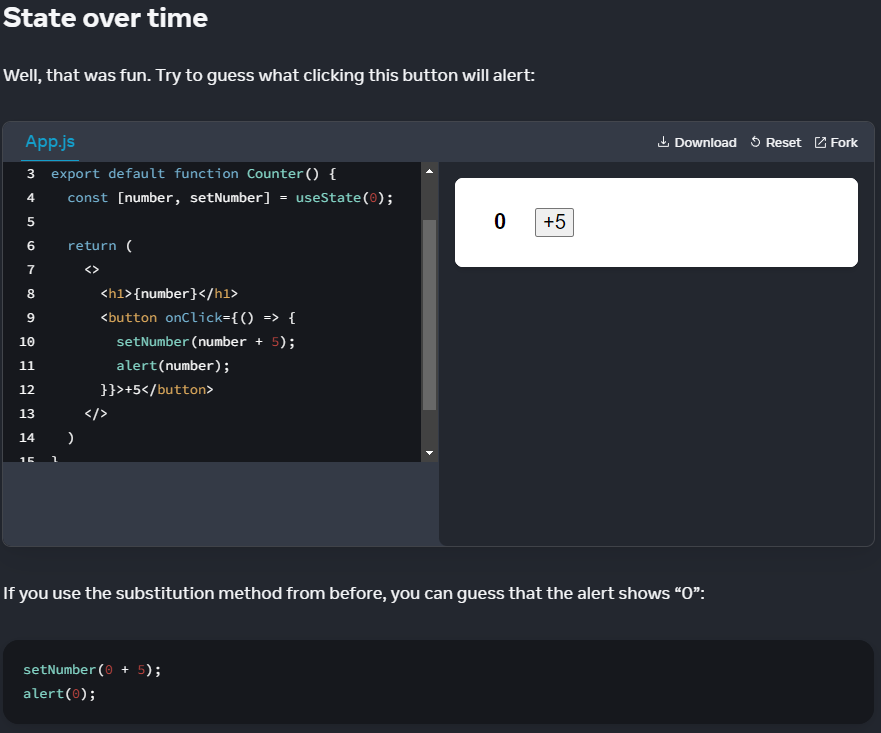 State over time
Well, that was fun. Try to guess what clicking this button will alert:
App.js
Download Reset Fork
3 export default function Counter() {
4 const [number, setNumber] = useState(0);
5
6 return (
7 <>
8 <h1>{number}</h1>
9 <button onClick={() => {
10 setNumber(number + 5);
11 alert(number);
12 }}>+5</button>
13 </>
14 )
15 }
0 +5
If you use the substitution method from before, you can guess that the alert shows “0”:
setNumber(0 + 5);
alert(0);